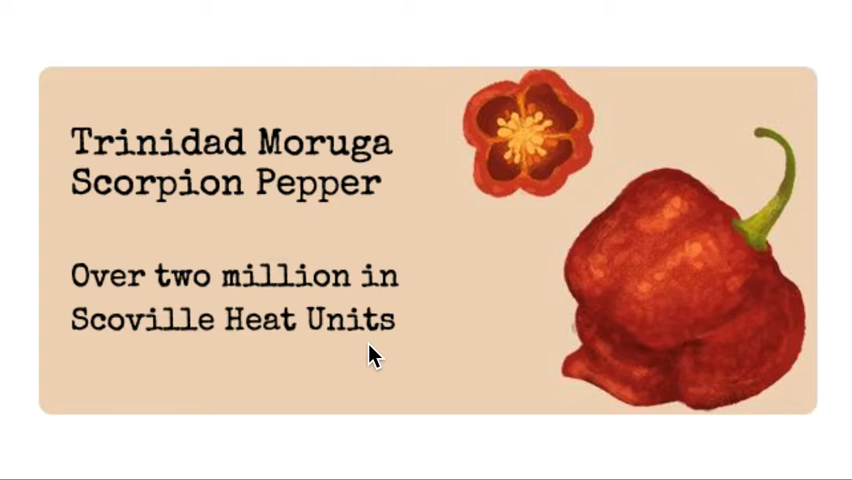 Trinidad Moruga
Scorpion Pepper
Over two million in
Scoville Heat Units